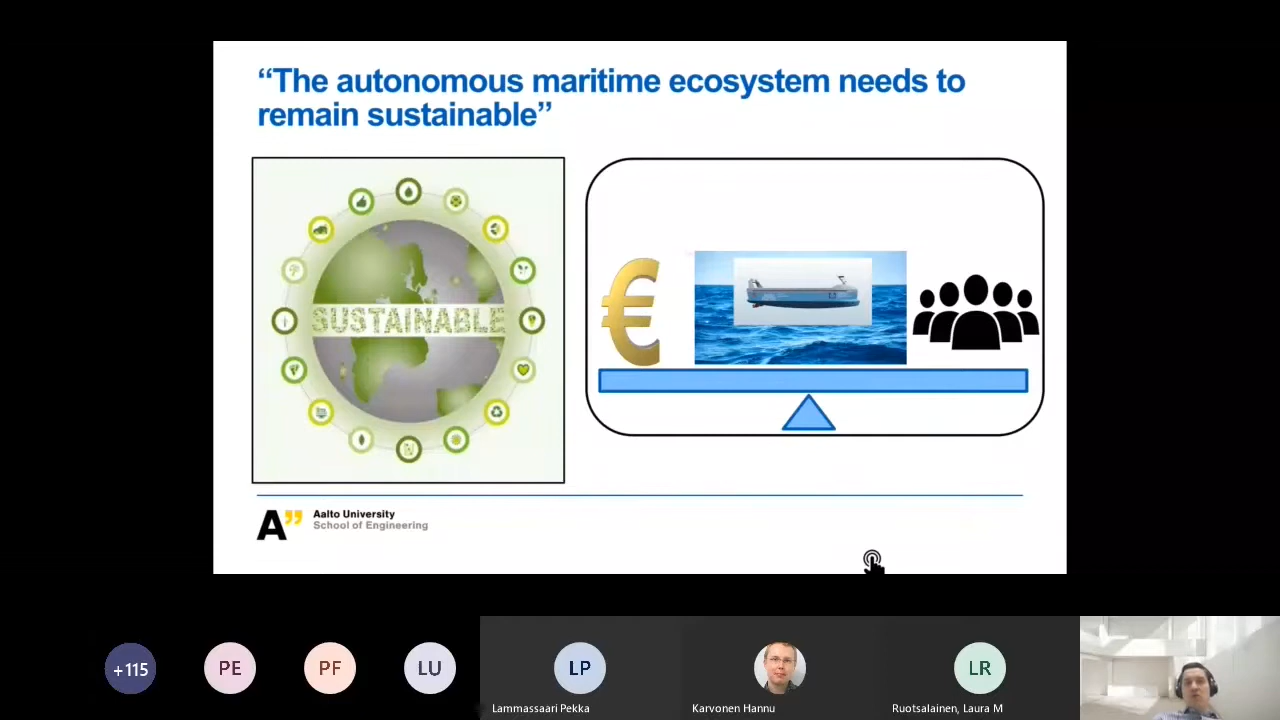 “The autonomous maritime ecosystem needs to
remain sustainable”
SUSTAINABLE
A”
Aalto University
School of Engineering
+115
PE
PF
LU
LP
LR
Lammassaari Pekka
Karvonen Hannu
Ruotsalainen, Laura M